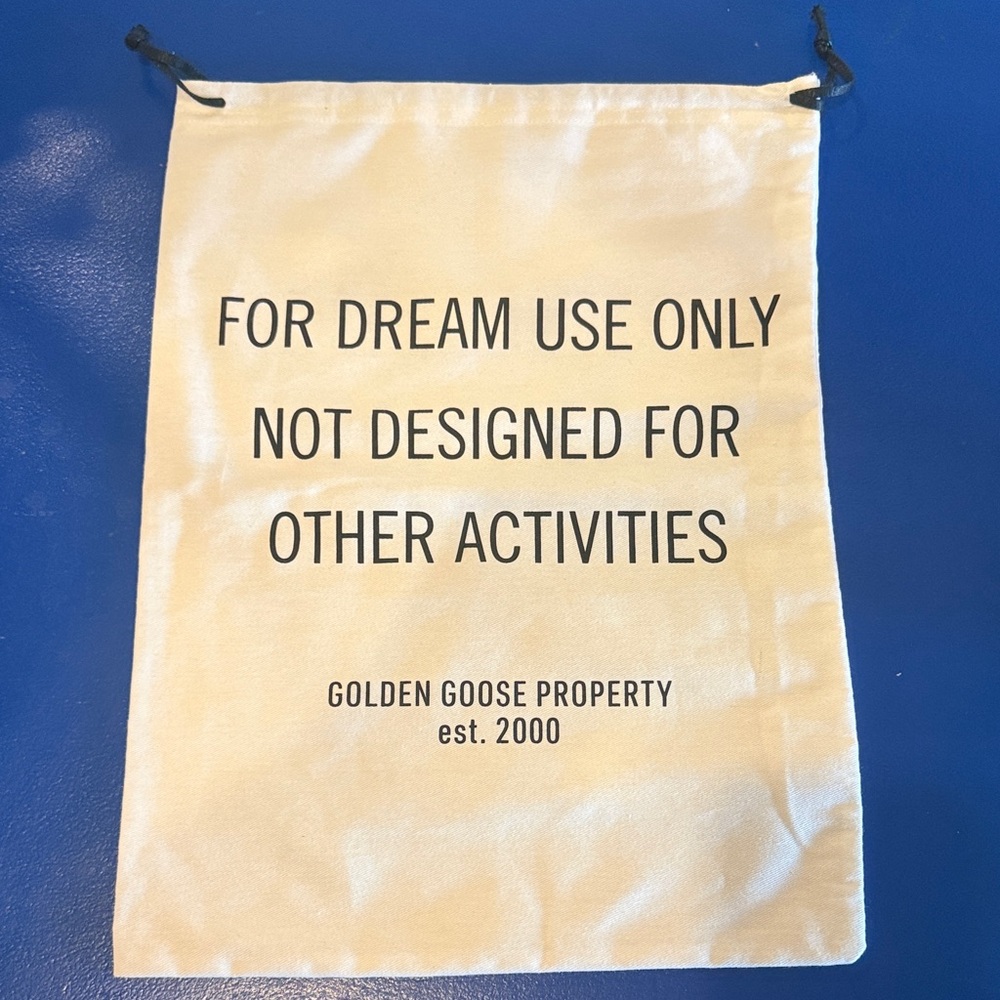 FOR DREAM USE ONLY
NOT DESIGNED FOR
OTHER ACTIVITIES
GOLDEN GOOSE PROPERTY
est. 2000